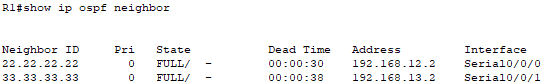 R1#show ip ospf neighbor
Neighbor ID     Pri   State           Dead Time   Address         Interface
22.22.22.22       0   FULL/  -        00:00:30    192.168.12.2    Serial0/0/0
33.33.33.33       0   FULL/  -        00:00:38    192.168.13.2    Serial0/0/1